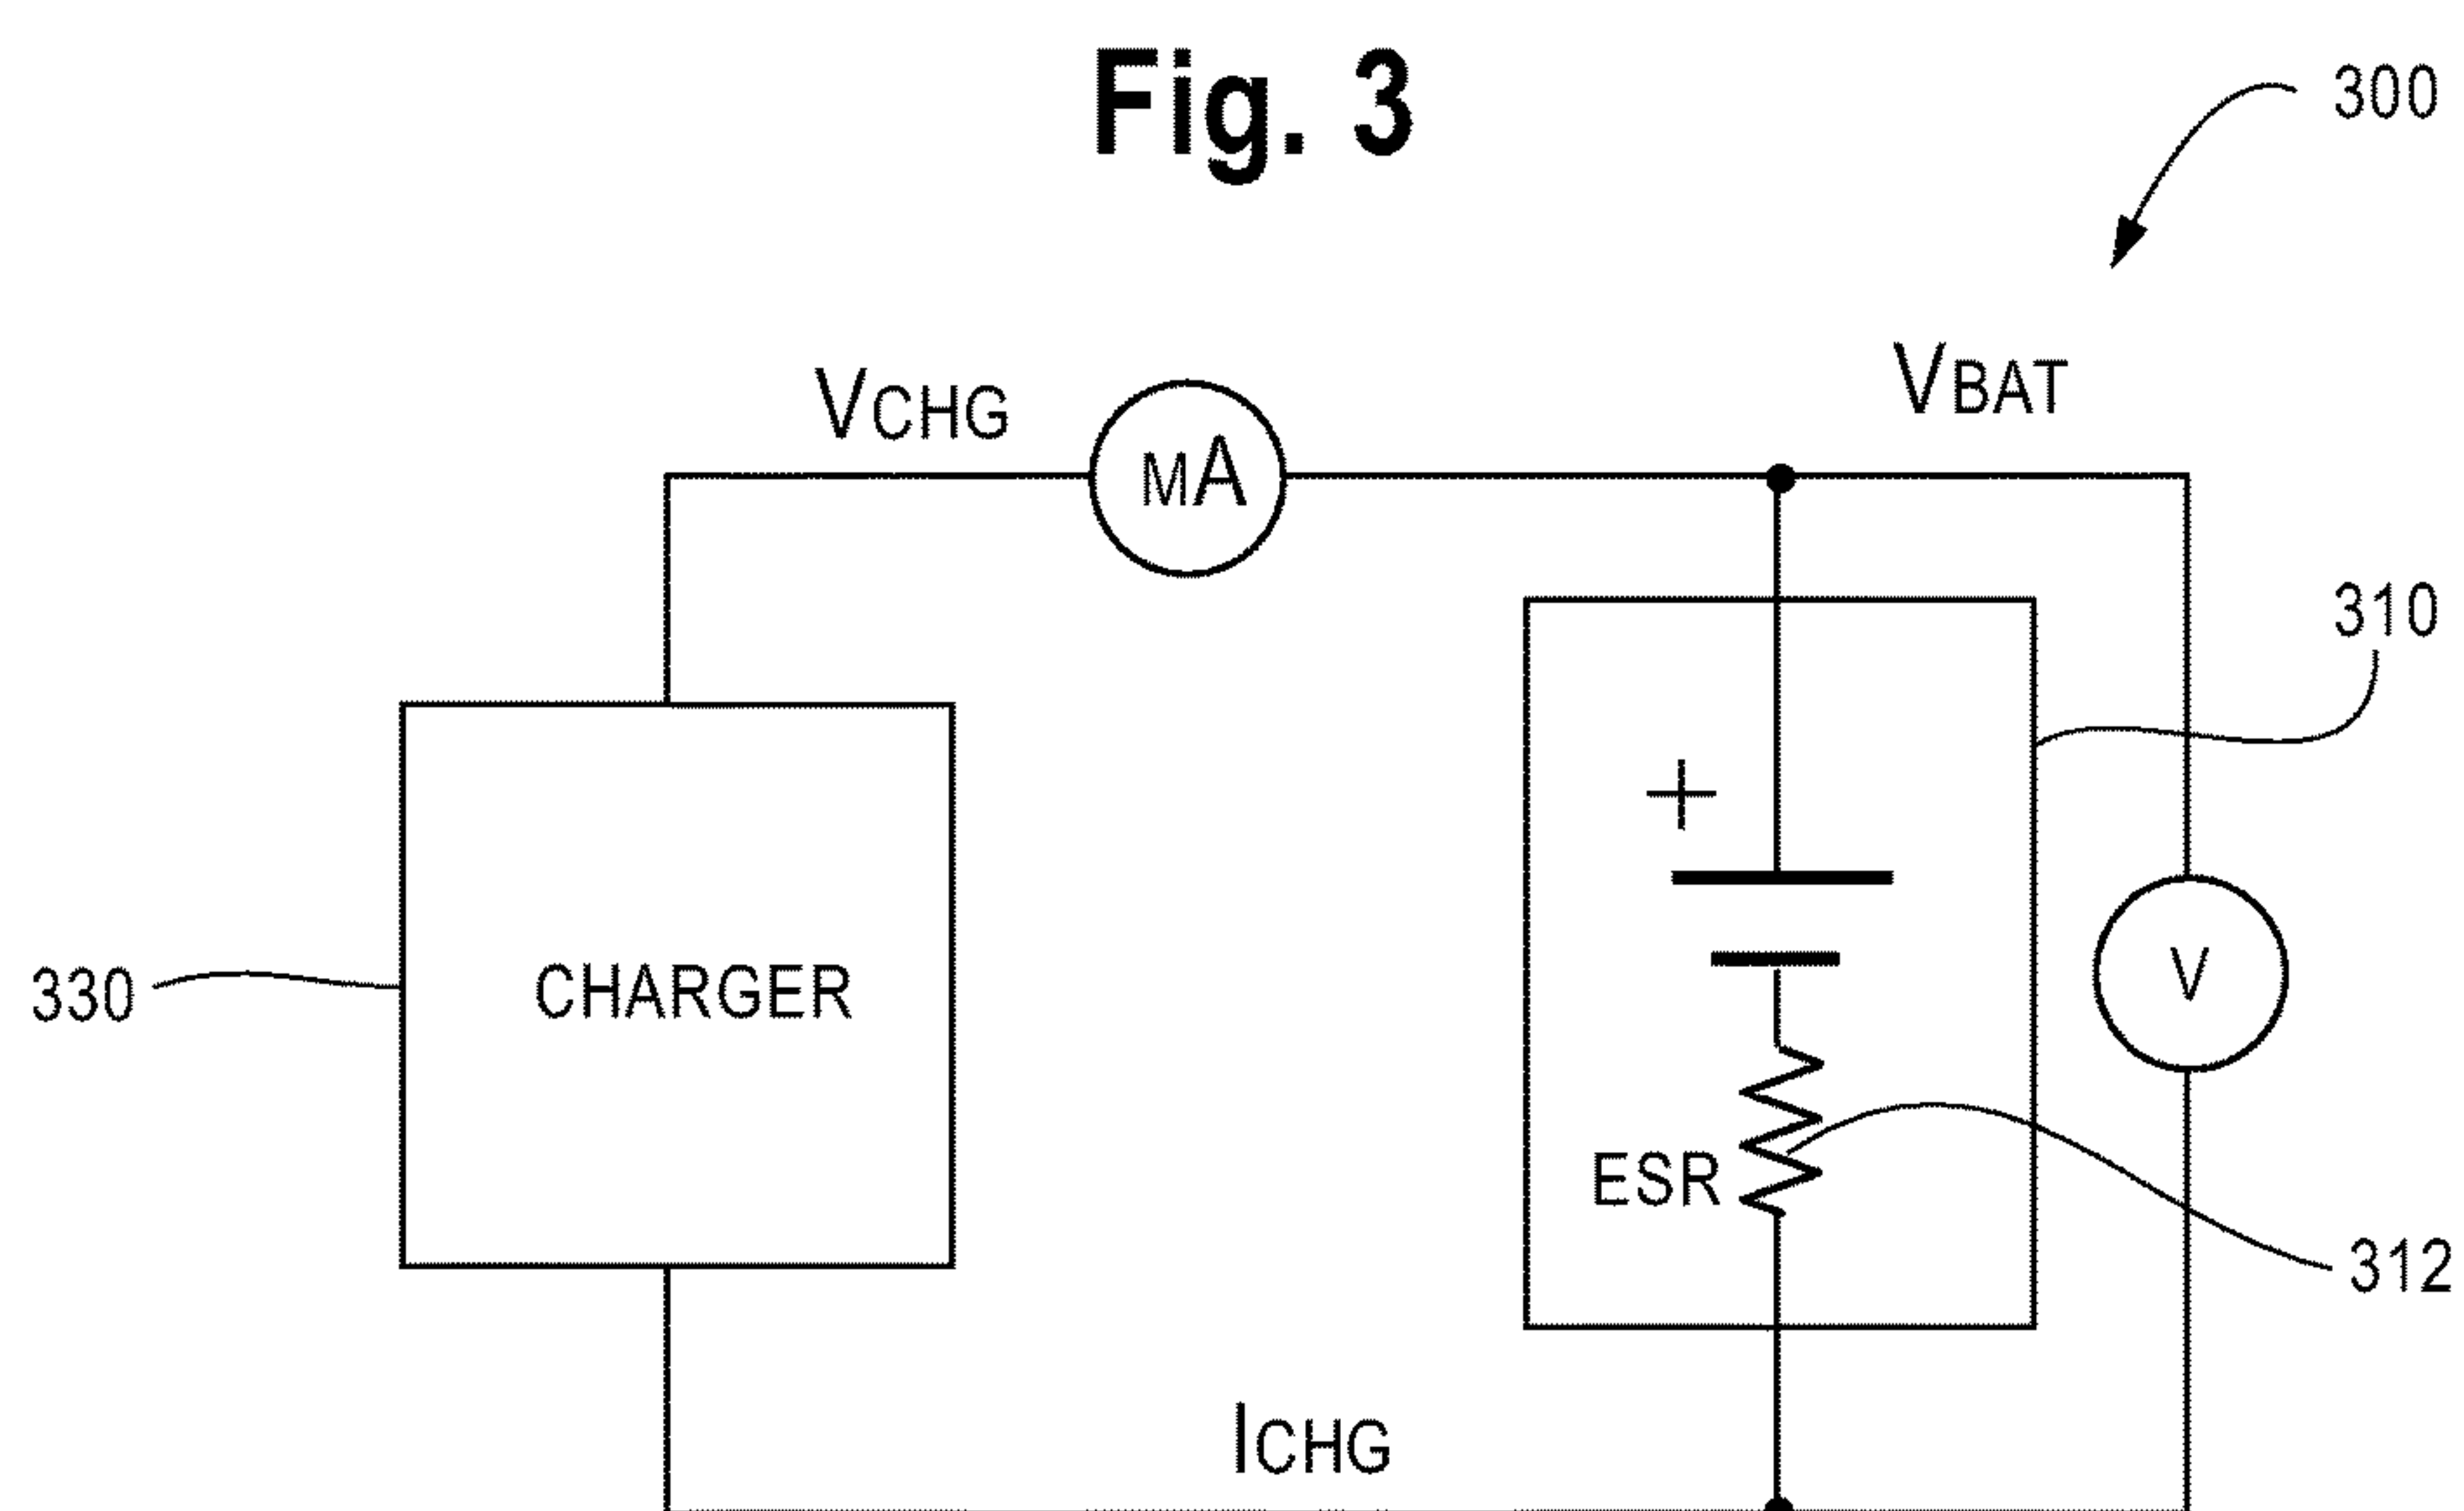 Fig. 3
300
VCHG
MA
VBAT
310
+
330
CHARGER
V
ESR
312
ICHG